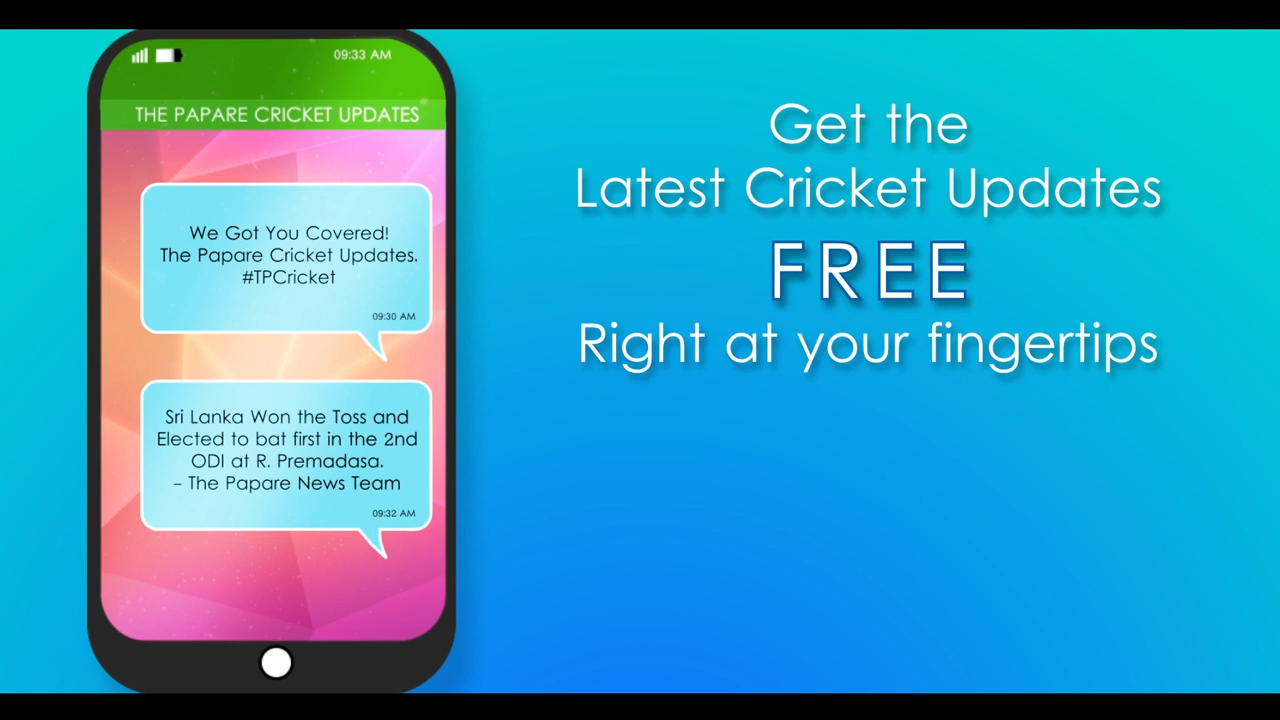 09:33 AM
THE PAPARE CRICKET UPDATES
We Got You Covered!
The Papare Cricket Updates.
#TPCricket
09:30 AM
Sri Lanka Won the Toss and
Elected to bat first in the 2nd
ODI at R. Premadasa.
- The Papare News Team
09:32 AM
Get the
Latest Cricket Updates
FREE
Right at your fingertips